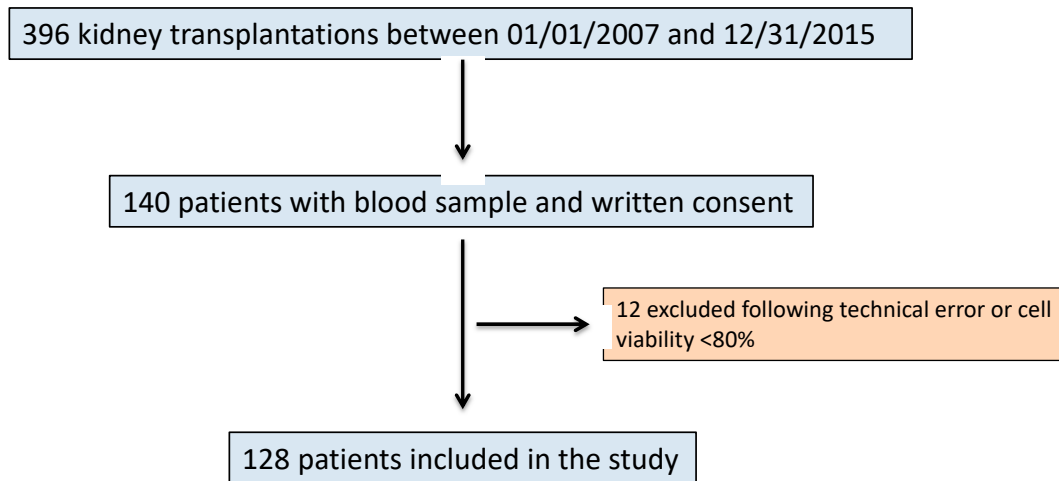 396 kidney transplantations between 01/01/2007 and 12/31/2015
140 patients with blood sample and written consent
12 excluded following technical error or cell
viability <80%
128 patients included in the study